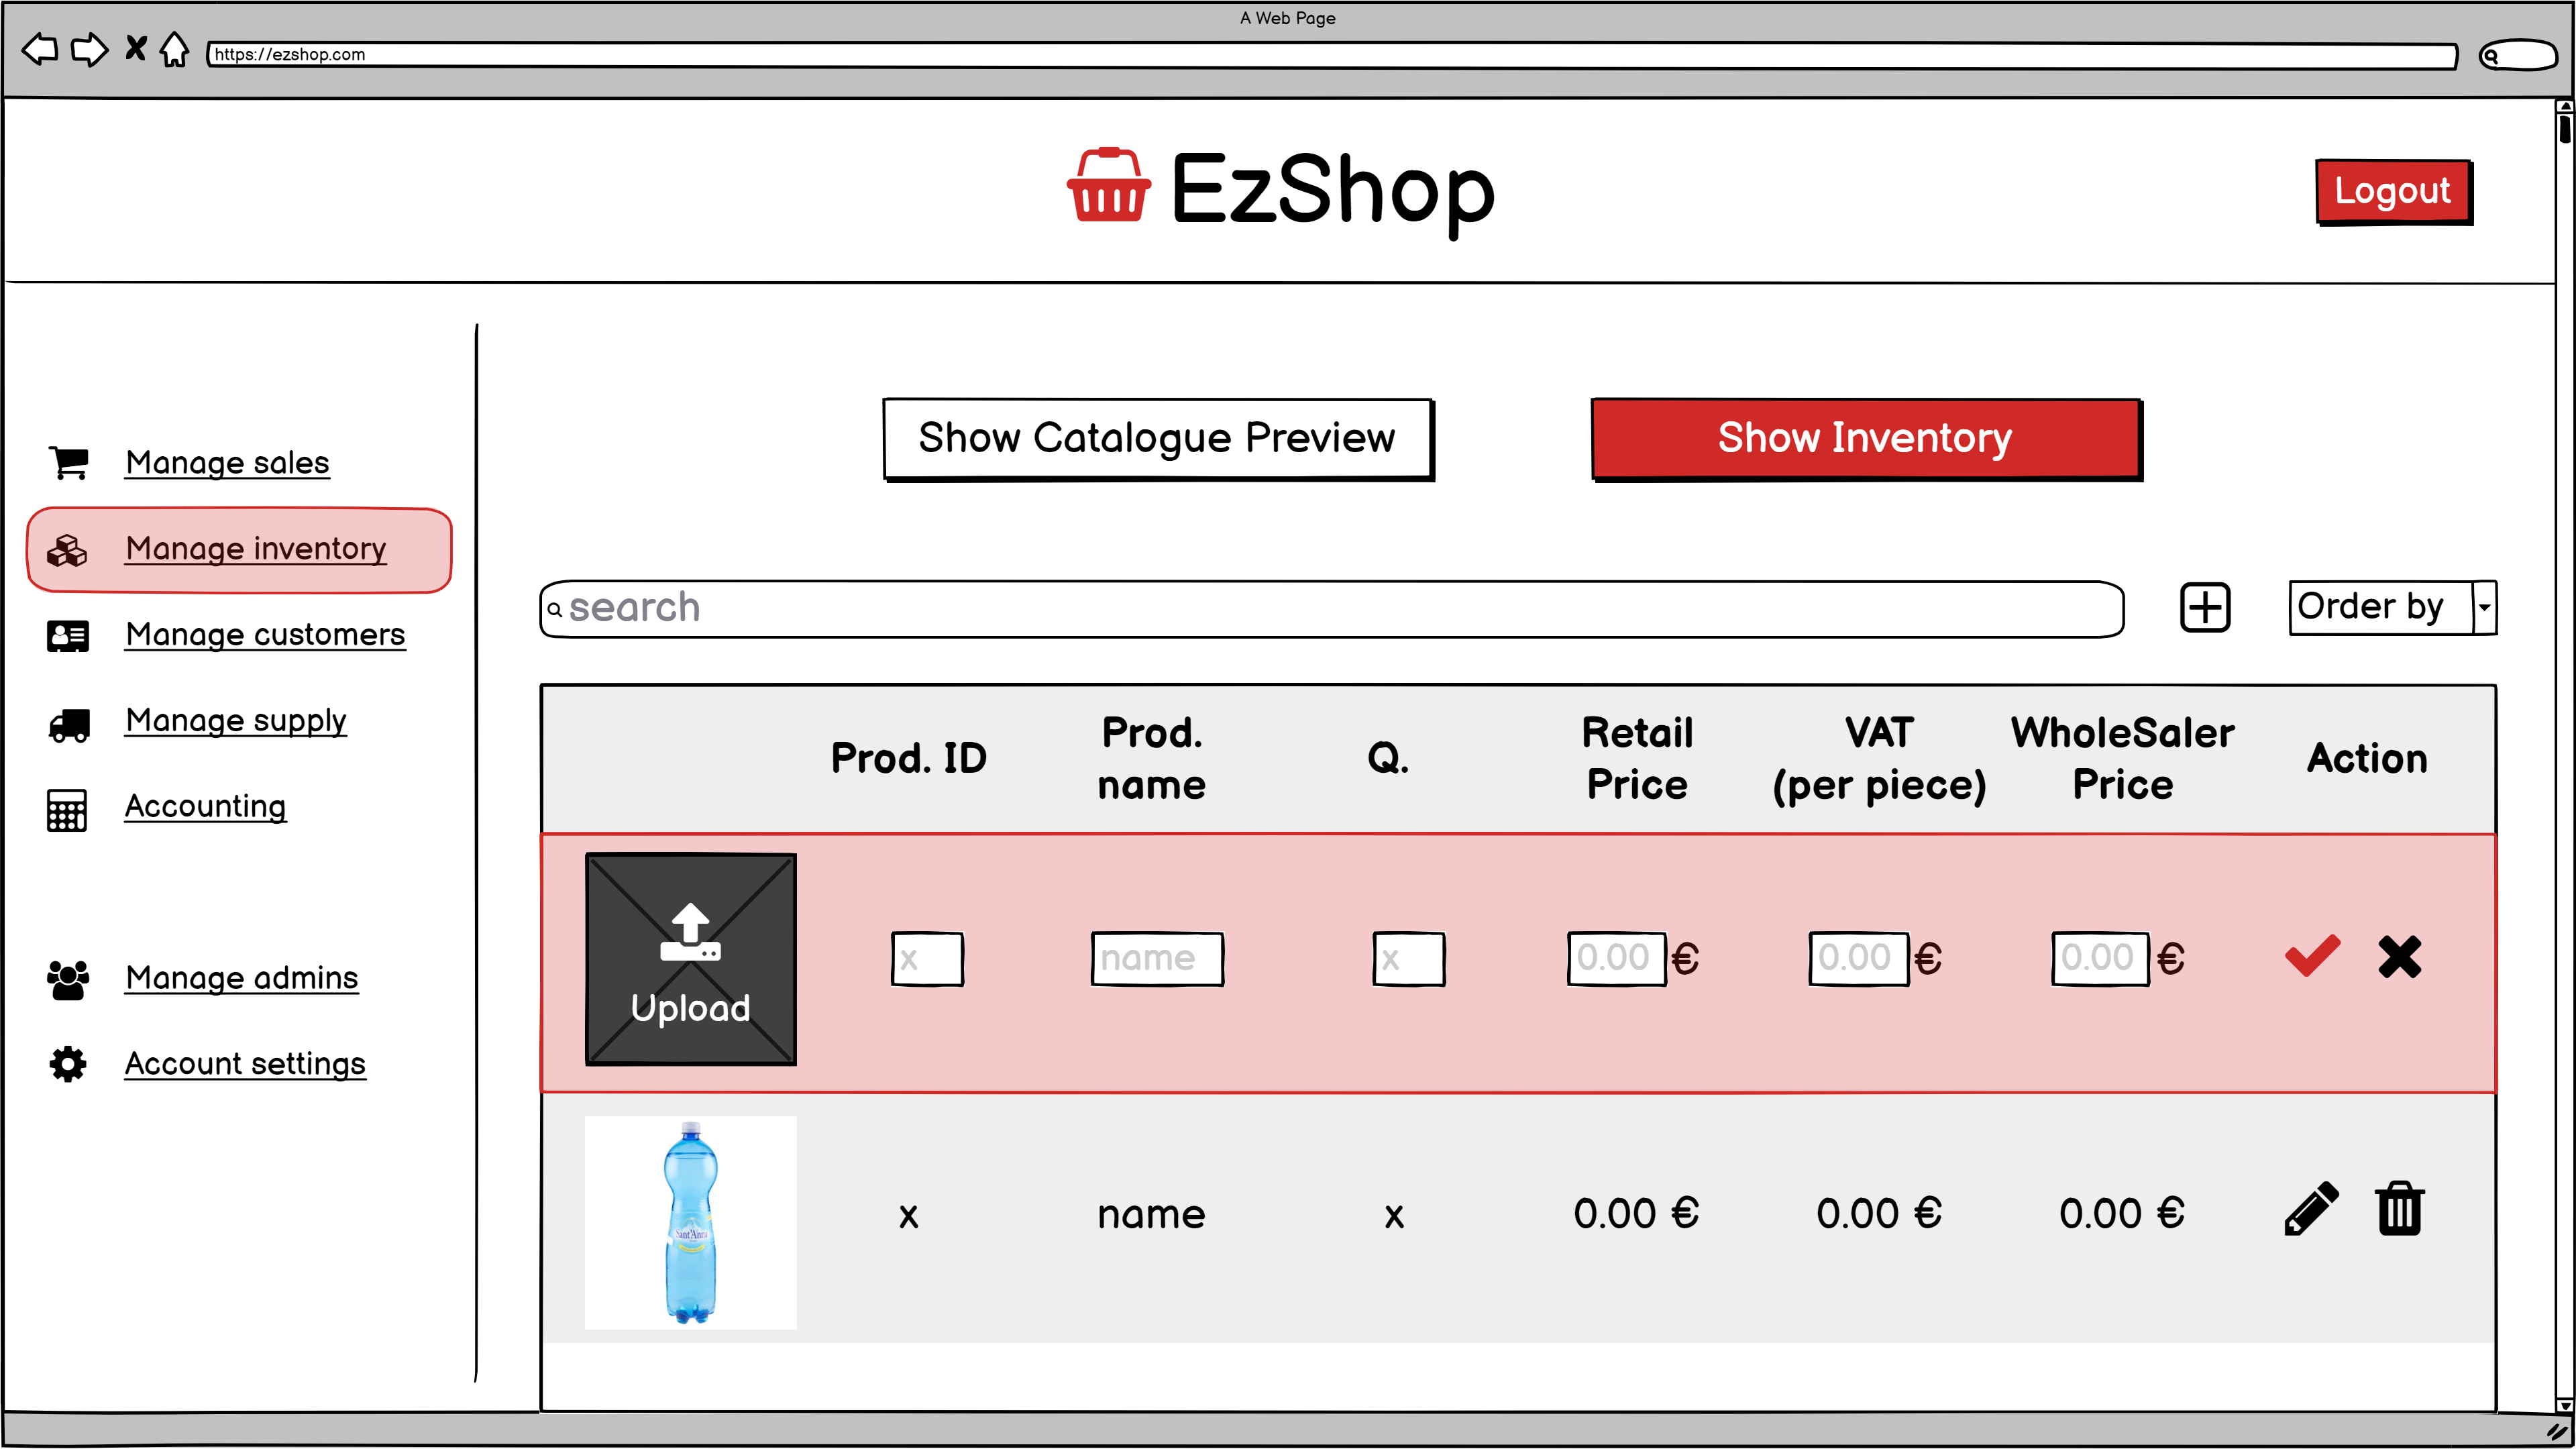 A Web Page
https://ezshop.com
EzShop
Logout
Show Catalogue Preview
Show Inventory
Manage sales
Manage inventory
Manage customers
Manage supply
Accounting
Manage admins
Account settings
search
Order by
Prod. ID
Prod.
name
Q.
Retail
Price
VAT
(per piece)
WholeSaler
Price
Action
Upload
x
name
x
0.00 €
0.00 €
0.00 €
Sant'Anna
x
name
x
0.00 €
0.00 €
0.00 €